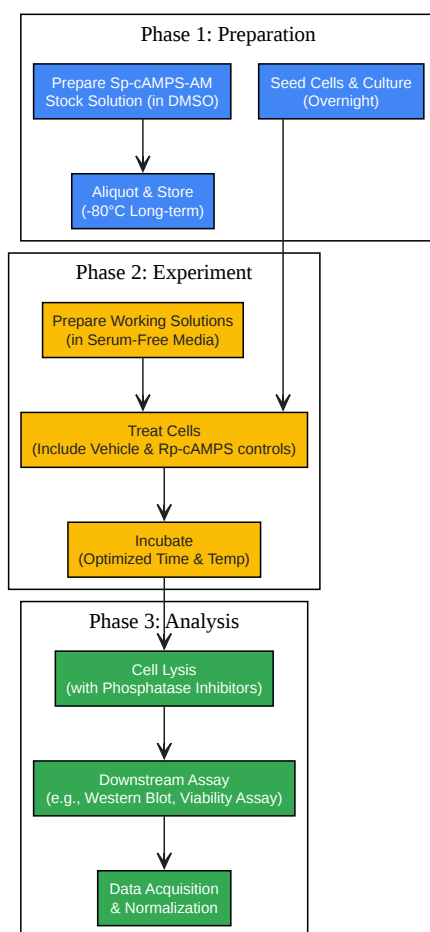 Phase 1: Preparation
Prepare Sp-cAMPS-AM
Stock Solution (in DMSO)
Seed Cells & Culture
(Overnight)
Aliquot & Store
(-80°C Long-term)
Phase 2: Experiment
Prepare Working Solutions
(in Serum-Free Media)
Treat Cells
(Include Vehicle & Rp-cAMPS controls)
Incubate
(Optimized Time & Temp)
Phase 3: Analysis
Cell Lysis
(with Phosphatase Inhibitors)
Downstream Assay
(e.g., Western Blot, Viability Assay)
Data Acquisition
& Normalization